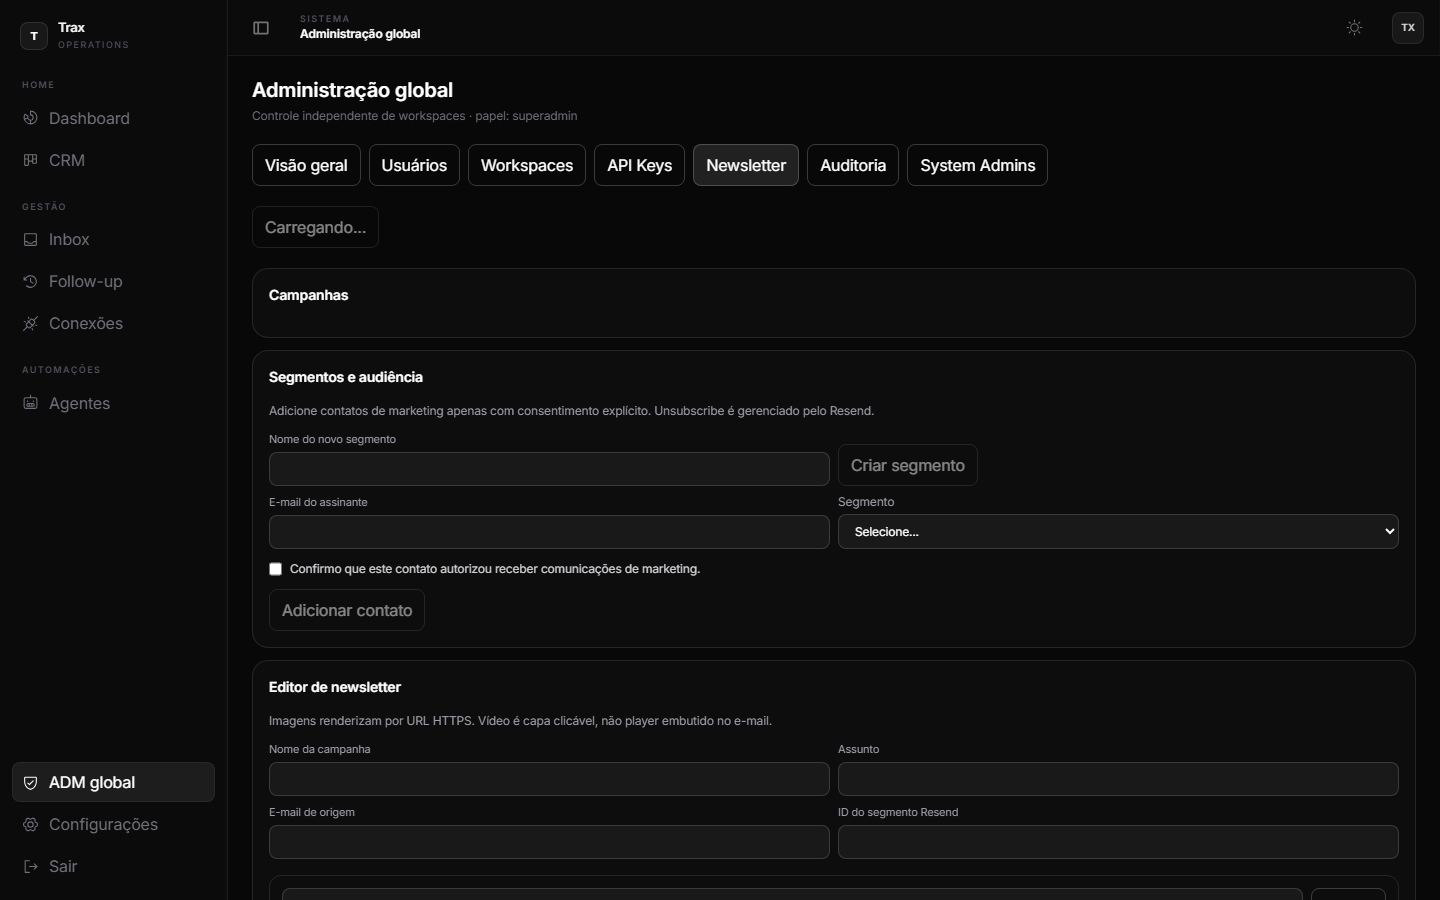 T
Trax
OPERATIONS
HOME
Dashboard
CRM
GESTÃO
Inbox
Follow-up
Conexões
AUTOMAÇÕES
Agentes
ADM global
Configurações
Sair
SISTEMA
Administração global
TX
Administração global
Controle independente de workspaces · papel: superadmin
Visão geral
Usuários
Workspaces
API Keys
Newsletter
Auditoria
System Admins
Carregando...
Campanhas
Segmentos e audiência
Adicione contatos de marketing apenas com consentimento explícito. Unsubscribe é gerenciado pelo Resend.
Nome do novo segmento
Criar segmento
E-mail do assinante
Segmento
Selecione...
Confirmo que este contato autorizou receber comunicações de marketing.
Adicionar contato
Editor de newsletter
Imagens renderizam por URL HTTPS. Vídeo é capa clicável, não player embutido no e-mail.
Nome da campanha
Assunto
E-mail de origem
ID do segmento Resend